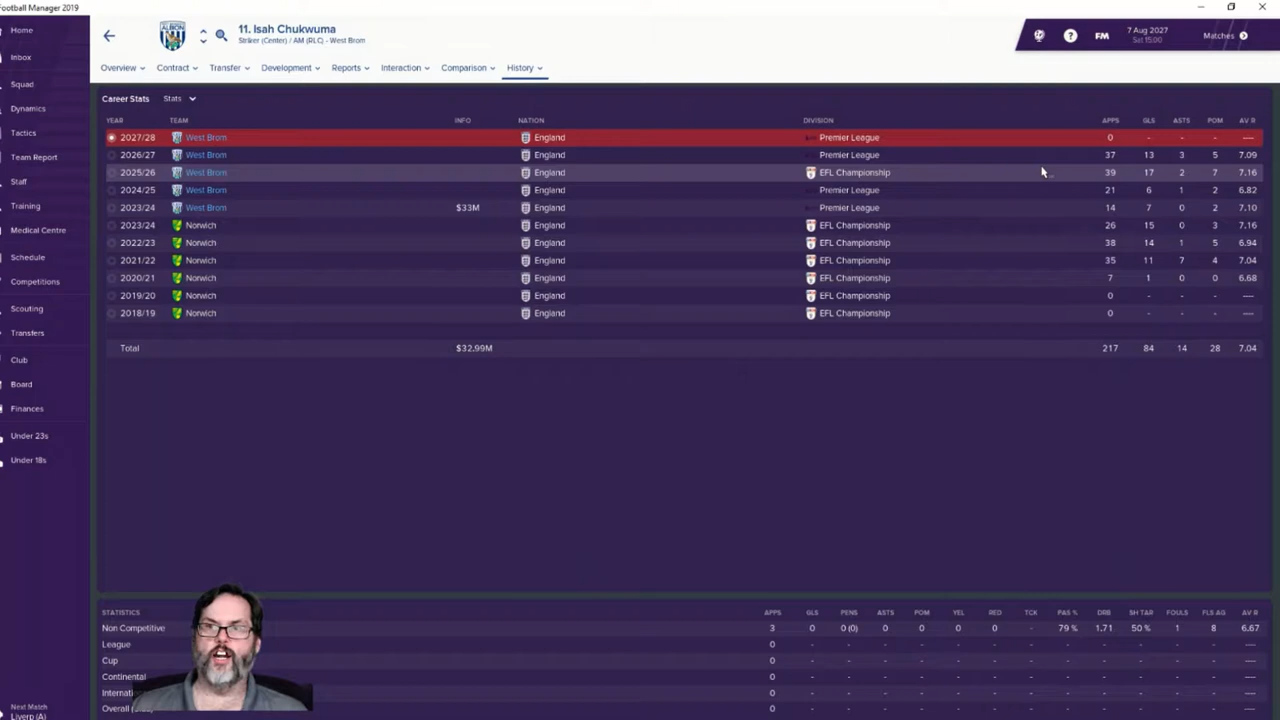 Football Manager 2019
Home
Inbox
Squad
Dynamics
Tactics
Team Report
Staff
Training
Medical Centre
Schedule
Competitions
Scouting
Transfers
Club
Board
Finances
Under 23s
Under 18s
Next Match
Liverp (A)
ALBION
11. Isah Chukwuma
Striker (Center) / AM (RLC) - West Brom
? FM
7 Aug 2027
Sat 15:00
Matches
Overview Contract Transfer Development Reports Interaction Comparison History
Career Stats Stats
YEAR TEAM INFO NATION DIVISION APPS GLS ASTS POM AV R
2027/28 West Brom England Premier League 0 - - - ----
2026/27 West Brom England Premier League 37 13 3 5 7.09
2025/26 West Brom England EFL Championship 39 17 2 7 7.16
2024/25 West Brom England Premier League 21 6 1 2 6.82
2023/24 West Brom $33M England Premier League 14 7 0 2 7.10
2023/24 Norwich England EFL Championship 26 15 0 3 7.16
2022/23 Norwich England EFL Championship 38 14 1 5 6.94
2021/22 Norwich England EFL Championship 35 11 7 4 7.04
2020/21 Norwich England EFL Championship 7 1 0 0 6.68
2019/20 Norwich England EFL Championship 0 - - - ----
2018/19 Norwich England EFL Championship 0 - - - ----
Total $32.99M 217 84 14 28 7.04
STATISTICS APPS GLS PENS ASTS POM YEL RED TCK PAS % DRB SH TAR FOULS FLS AG AV R
Non Competitive 3 0 0 (0) 0 0 0 0 - 79 % 1.71 50 % 1 8 6.67
League 0 - - - - - - - - - - - - ----
Cup 0 - - - - - - - - - - - - ----
Continental 0 - - - - - - - - - - - - ----
Internati 0 - - - - - - - - - - - - ----
Overall ( 0 - - - - - - - - - - - - ----